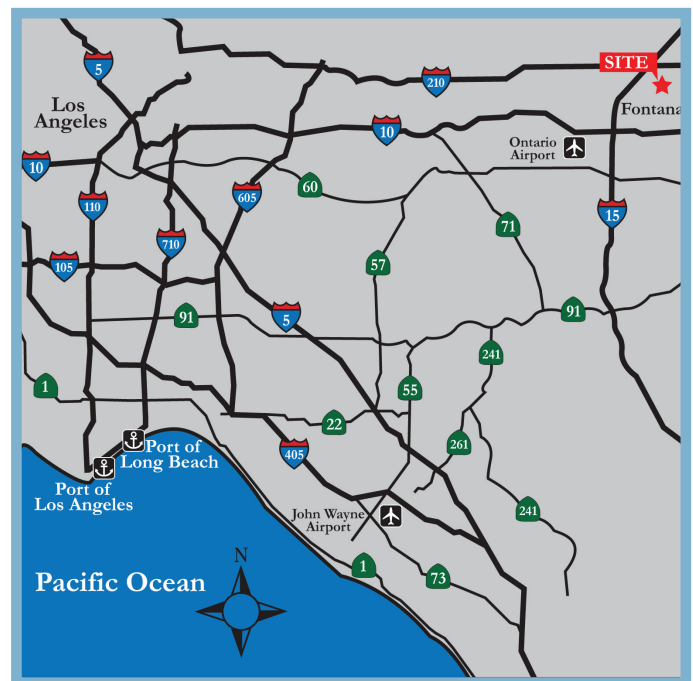 5
SITE
210
Los
Angeles
Fontana
10
Ontario
Airport
10
60
605
110
15
71
710
57
105
5
91
91
241
1
55
22
261
405
Port of
Long Beach
Port of
Los Angeles
John Wayne
Airport
241
N
1
73
Pacific Ocean